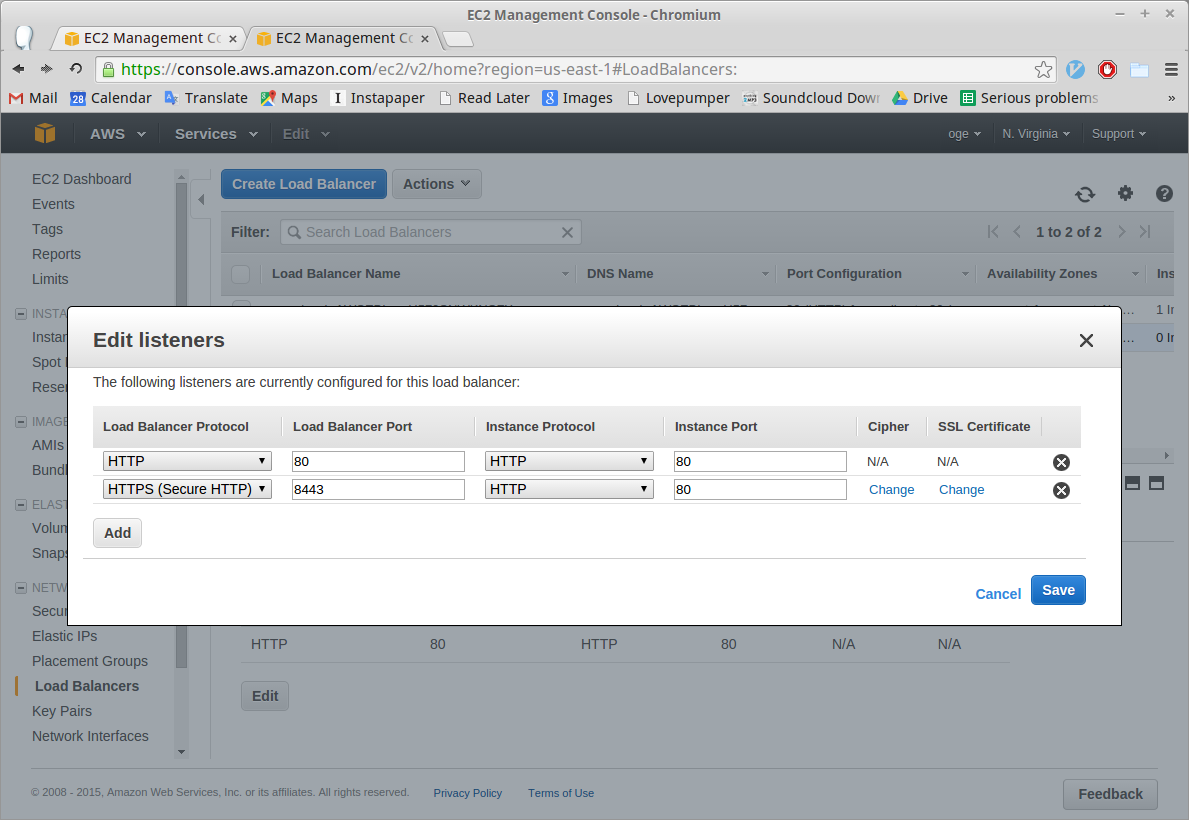 EC2 Management Console - Chromium
EC2 Management Co
EC2 Management Co
https://console.aws.amazon.com/ec2/v2/home?region=us-east-1#LoadBalancers:
Mail 28 Calendar Translate Maps Instapaper Read Later Images Lovepumper Soundcloud Down Drive Serious problems »
AWS Services Edit oge N. Virginia Support
EC2 Dashboard
Events
Tags
Reports
Limits
INSTA
Instan
Spot
Reser
IMAGE
AMIs
Bundl
ELAST
Volum
Snaps
NETW
Secur
Elastic IPs
Placement Groups
Load Balancers
Key Pairs
Network Interfaces
Create Load Balancer Actions
Filter: Search Load Balancers 1 to 2 of 2
Load Balancer Name DNS Name Port Configuration Availability Zones Ins
... 1 In
... 0 In
Edit listeners
The following listeners are currently configured for this load balancer:
Load Balancer Protocol Load Balancer Port Instance Protocol Instance Port Cipher SSL Certificate
HTTP 80 HTTP 80 N/A N/A
HTTPS (Secure HTTP) 8443 HTTP 80 Change Change
Add
Cancel Save
HTTP 80 HTTP 80 N/A N/A
Edit
© 2008 - 2015, Amazon Web Services, Inc. or its affiliates. All rights reserved. Privacy Policy Terms of Use
Feedback